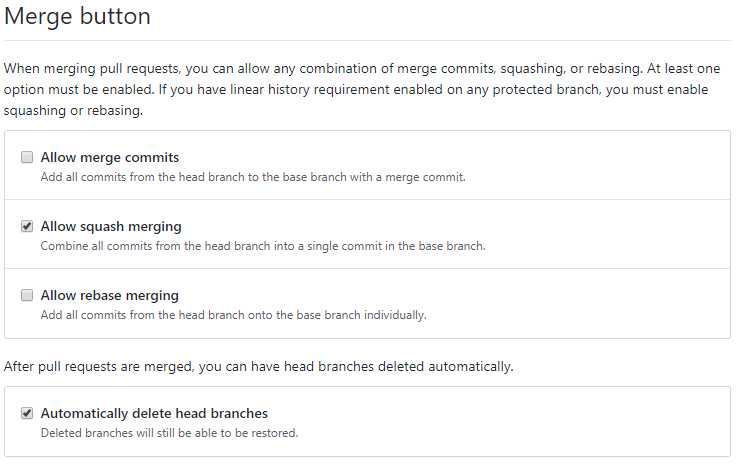 Merge button
When merging pull requests, you can allow any combination of merge commits, squashing, or rebasing. At least one
option must be enabled. If you have linear history requirement enabled on any protected branch, you must enable
squashing or rebasing.
Allow merge commits
Add all commits from the head branch to the base branch with a merge commit.
Allow squash merging
Combine all commits from the head branch into a single commit in the base branch.
Allow rebase merging
Add all commits from the head branch onto the base branch individually.
After pull requests are merged, you can have head branches deleted automatically.
Automatically delete head branches
Deleted branches will still be able to be restored.